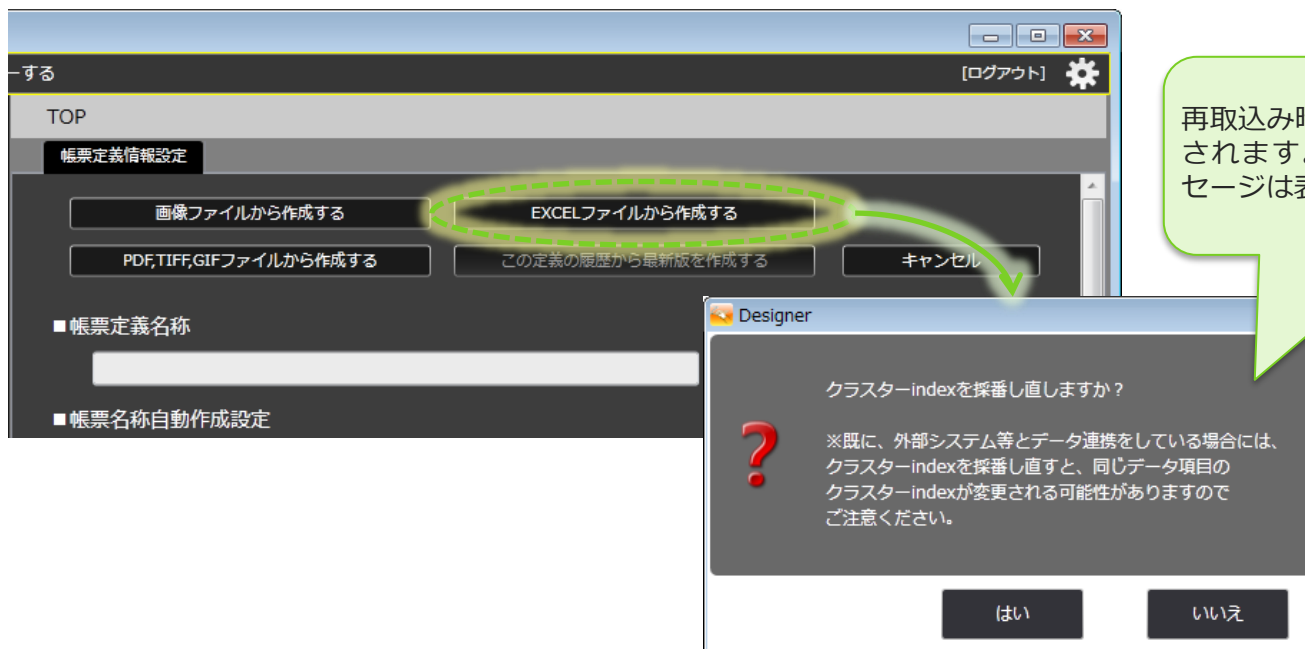 ーする
[ログアウト]
TOP
帳票定義情報設定
画像ファイルから作成する
EXCELファイルから作成する
PDF,TIFF,GIFファイルから作成する
この定義の履歴から最新版を作成する
キャンセル
■帳票定義名称
■帳票名称自動作成設定
再取込み時
されます。
セージは表
Designer
クラスターindexを採番し直しますか？
※既に、外部システム等とデータ連携をしている場合には、
クラスターindexを採番し直すと、同じデータ項目の
クラスターindexが変更される可能性がありますので
ご注意ください。
はい
いいえ